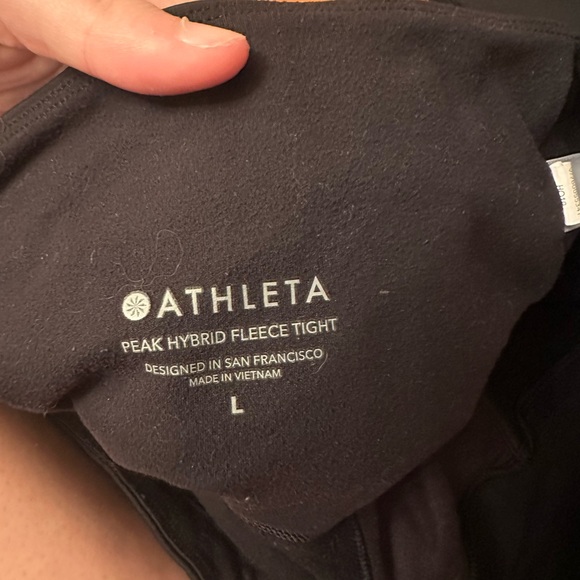 ATHLETA
PEAK HYBRID FLEECE TIGHT
DESIGNED IN SAN FRANCISCO
MADE IN VIETNAM
L